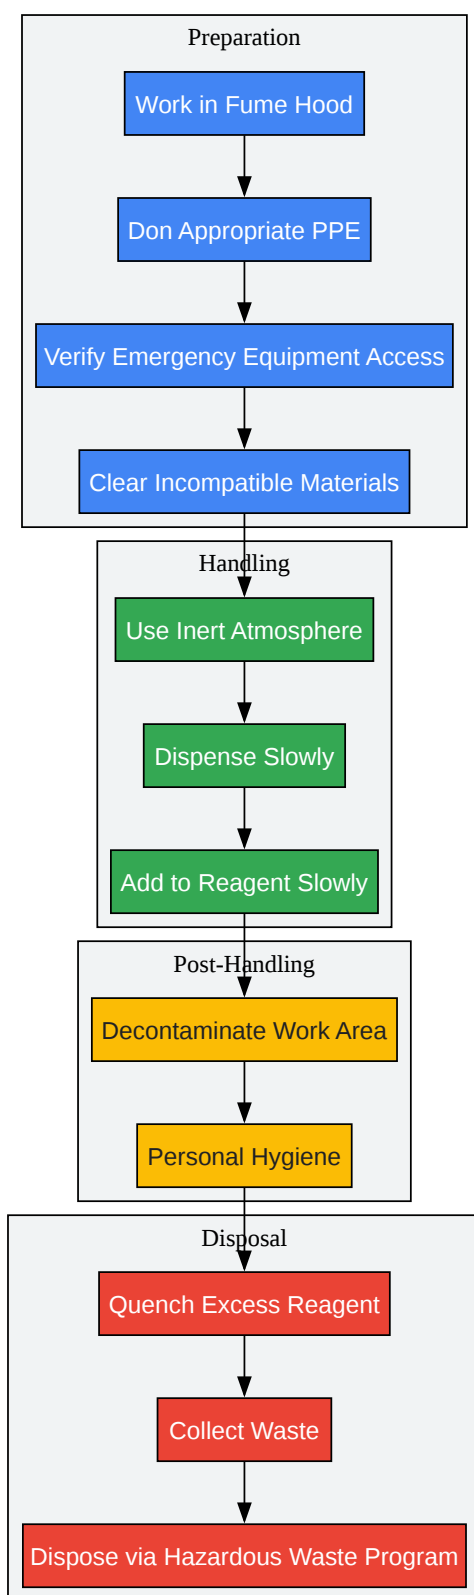 Preparation
Work in Fume Hood
Don Appropriate PPE
Verify Emergency Equipment Access
Clear Incompatible Materials
Handling
Use Inert Atmosphere
Dispense Slowly
Add to Reagent Slowly
Post-Handling
Decontaminate Work Area
Personal Hygiene
Disposal
Quench Excess Reagent
Collect Waste
Dispose via Hazardous Waste Program